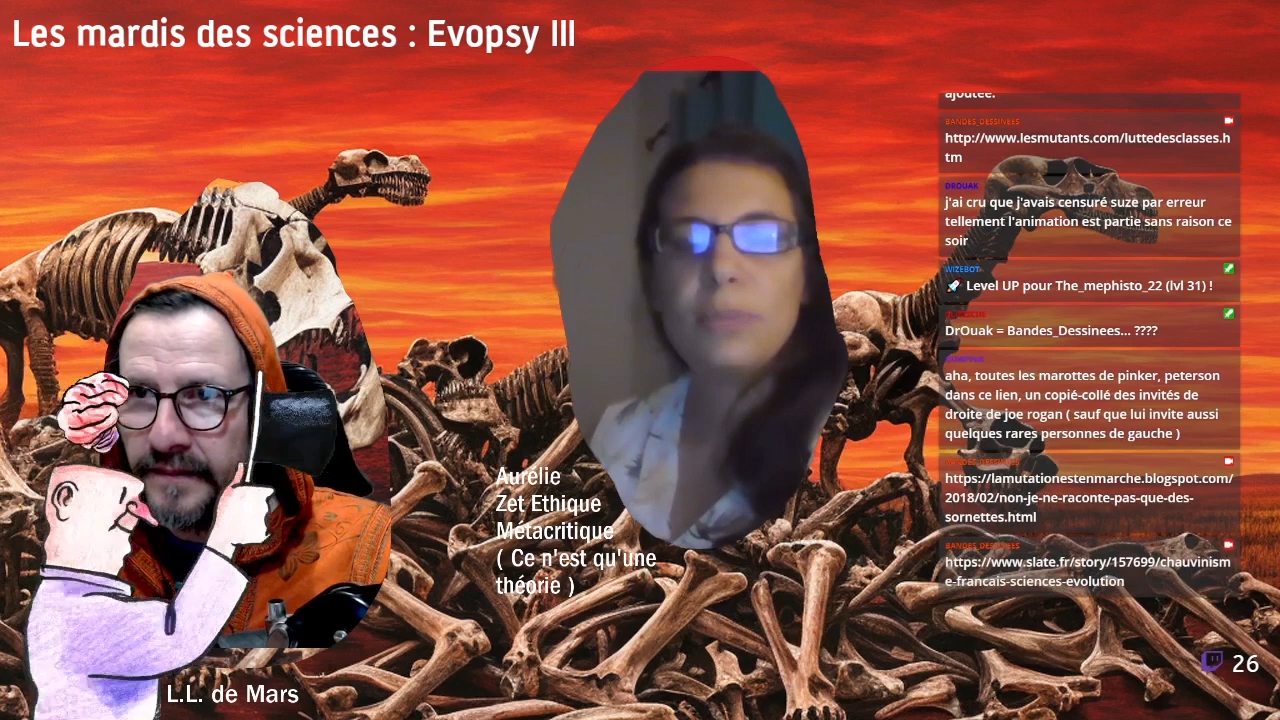 Les mardis des sciences : Evopsy III
ajoutée.
BANDES_DESSINEES
http://www.lesmutants.com/luttedesclasses.h
tm
DROUAK
j'ai cru que j'avais censuré suze par erreur
tellement l'animation est partie sans raison ce
soir
WIZEBOT
Level UP pour The_mephisto_22 (lvl 31) !
DrOuak = Bandes_Dessinees... ????
aha, toutes les marottes de pinker, peterson
dans ce lien, un copié-collé des invités de
droite de joe rogan ( sauf que lui invite aussi
quelques rares personnes de gauche )
BANDES_DESSINEES
https://lamutationestenmarche.blogspot.com/
2018/02/non-je-ne-raconte-pas-que-des-
sornettes.html
BANDES_DESSINEES
https://www.slate.fr/story/157699/chauvinism
e-francais-sciences-evolution
Aurélie
Zet Ethique
Métacritique
( Ce n'est qu'une
théorie )
26
L.L. de Mars